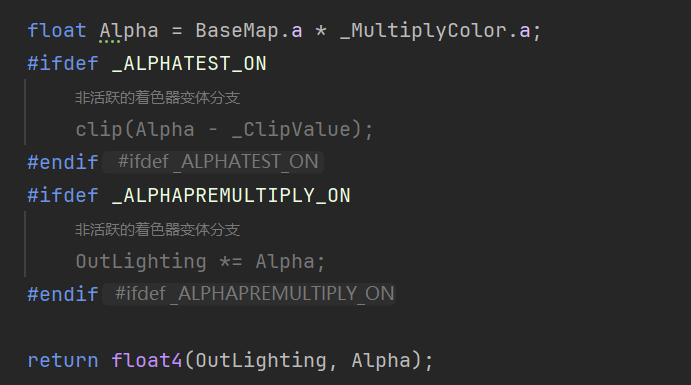 float Alpha = BaseMap.a * _MultiplyColor.a;
#ifdef _ALPHATEST_ON
非活跃的着色器变体分支
clip(Alpha - _ClipValue);
#endif #ifdef _ALPHATEST_ON
#ifdef _ALPHAPREMULTIPLY_ON
非活跃的着色器变体分支
OutLighting *= Alpha;
#endif #ifdef _ALPHAPREMULTIPLY_ON
return float4(OutLighting, Alpha);